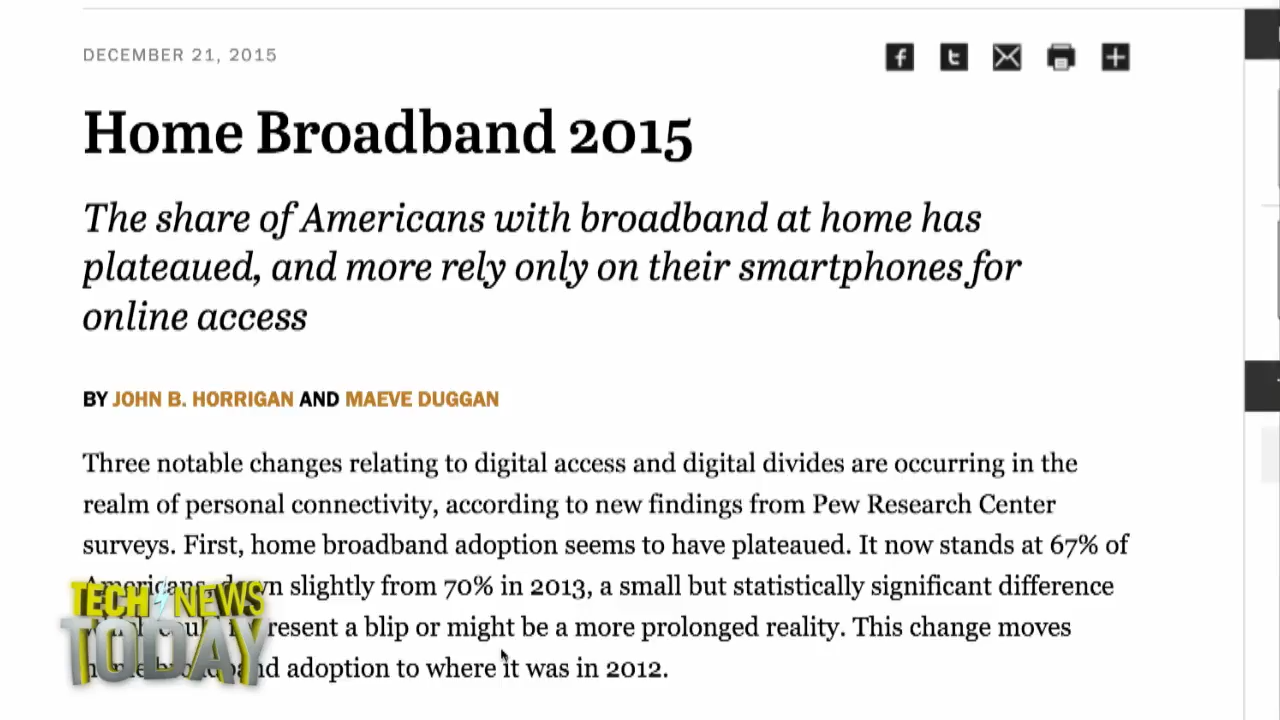 DECEMBER 21, 2015
Home Broadband 2015
The share of Americans with broadband at home has
plateaued, and more rely only on their smartphones for
online access
BY JOHN B. HORRIGAN AND MAEVE DUGGAN
Three notable changes relating to digital access and digital divides are occurring in the
realm of personal connectivity, according to new findings from Pew Research Center
surveys. First, home broadband adoption seems to have plateaued. It now stands at 67% of
Americans, down slightly from 70% in 2013, a small but statistically significant difference
resent a blip or might be a more prolonged reality. This change moves
home broadband adoption to where it was in 2012.
TECH NEWS
TODAY